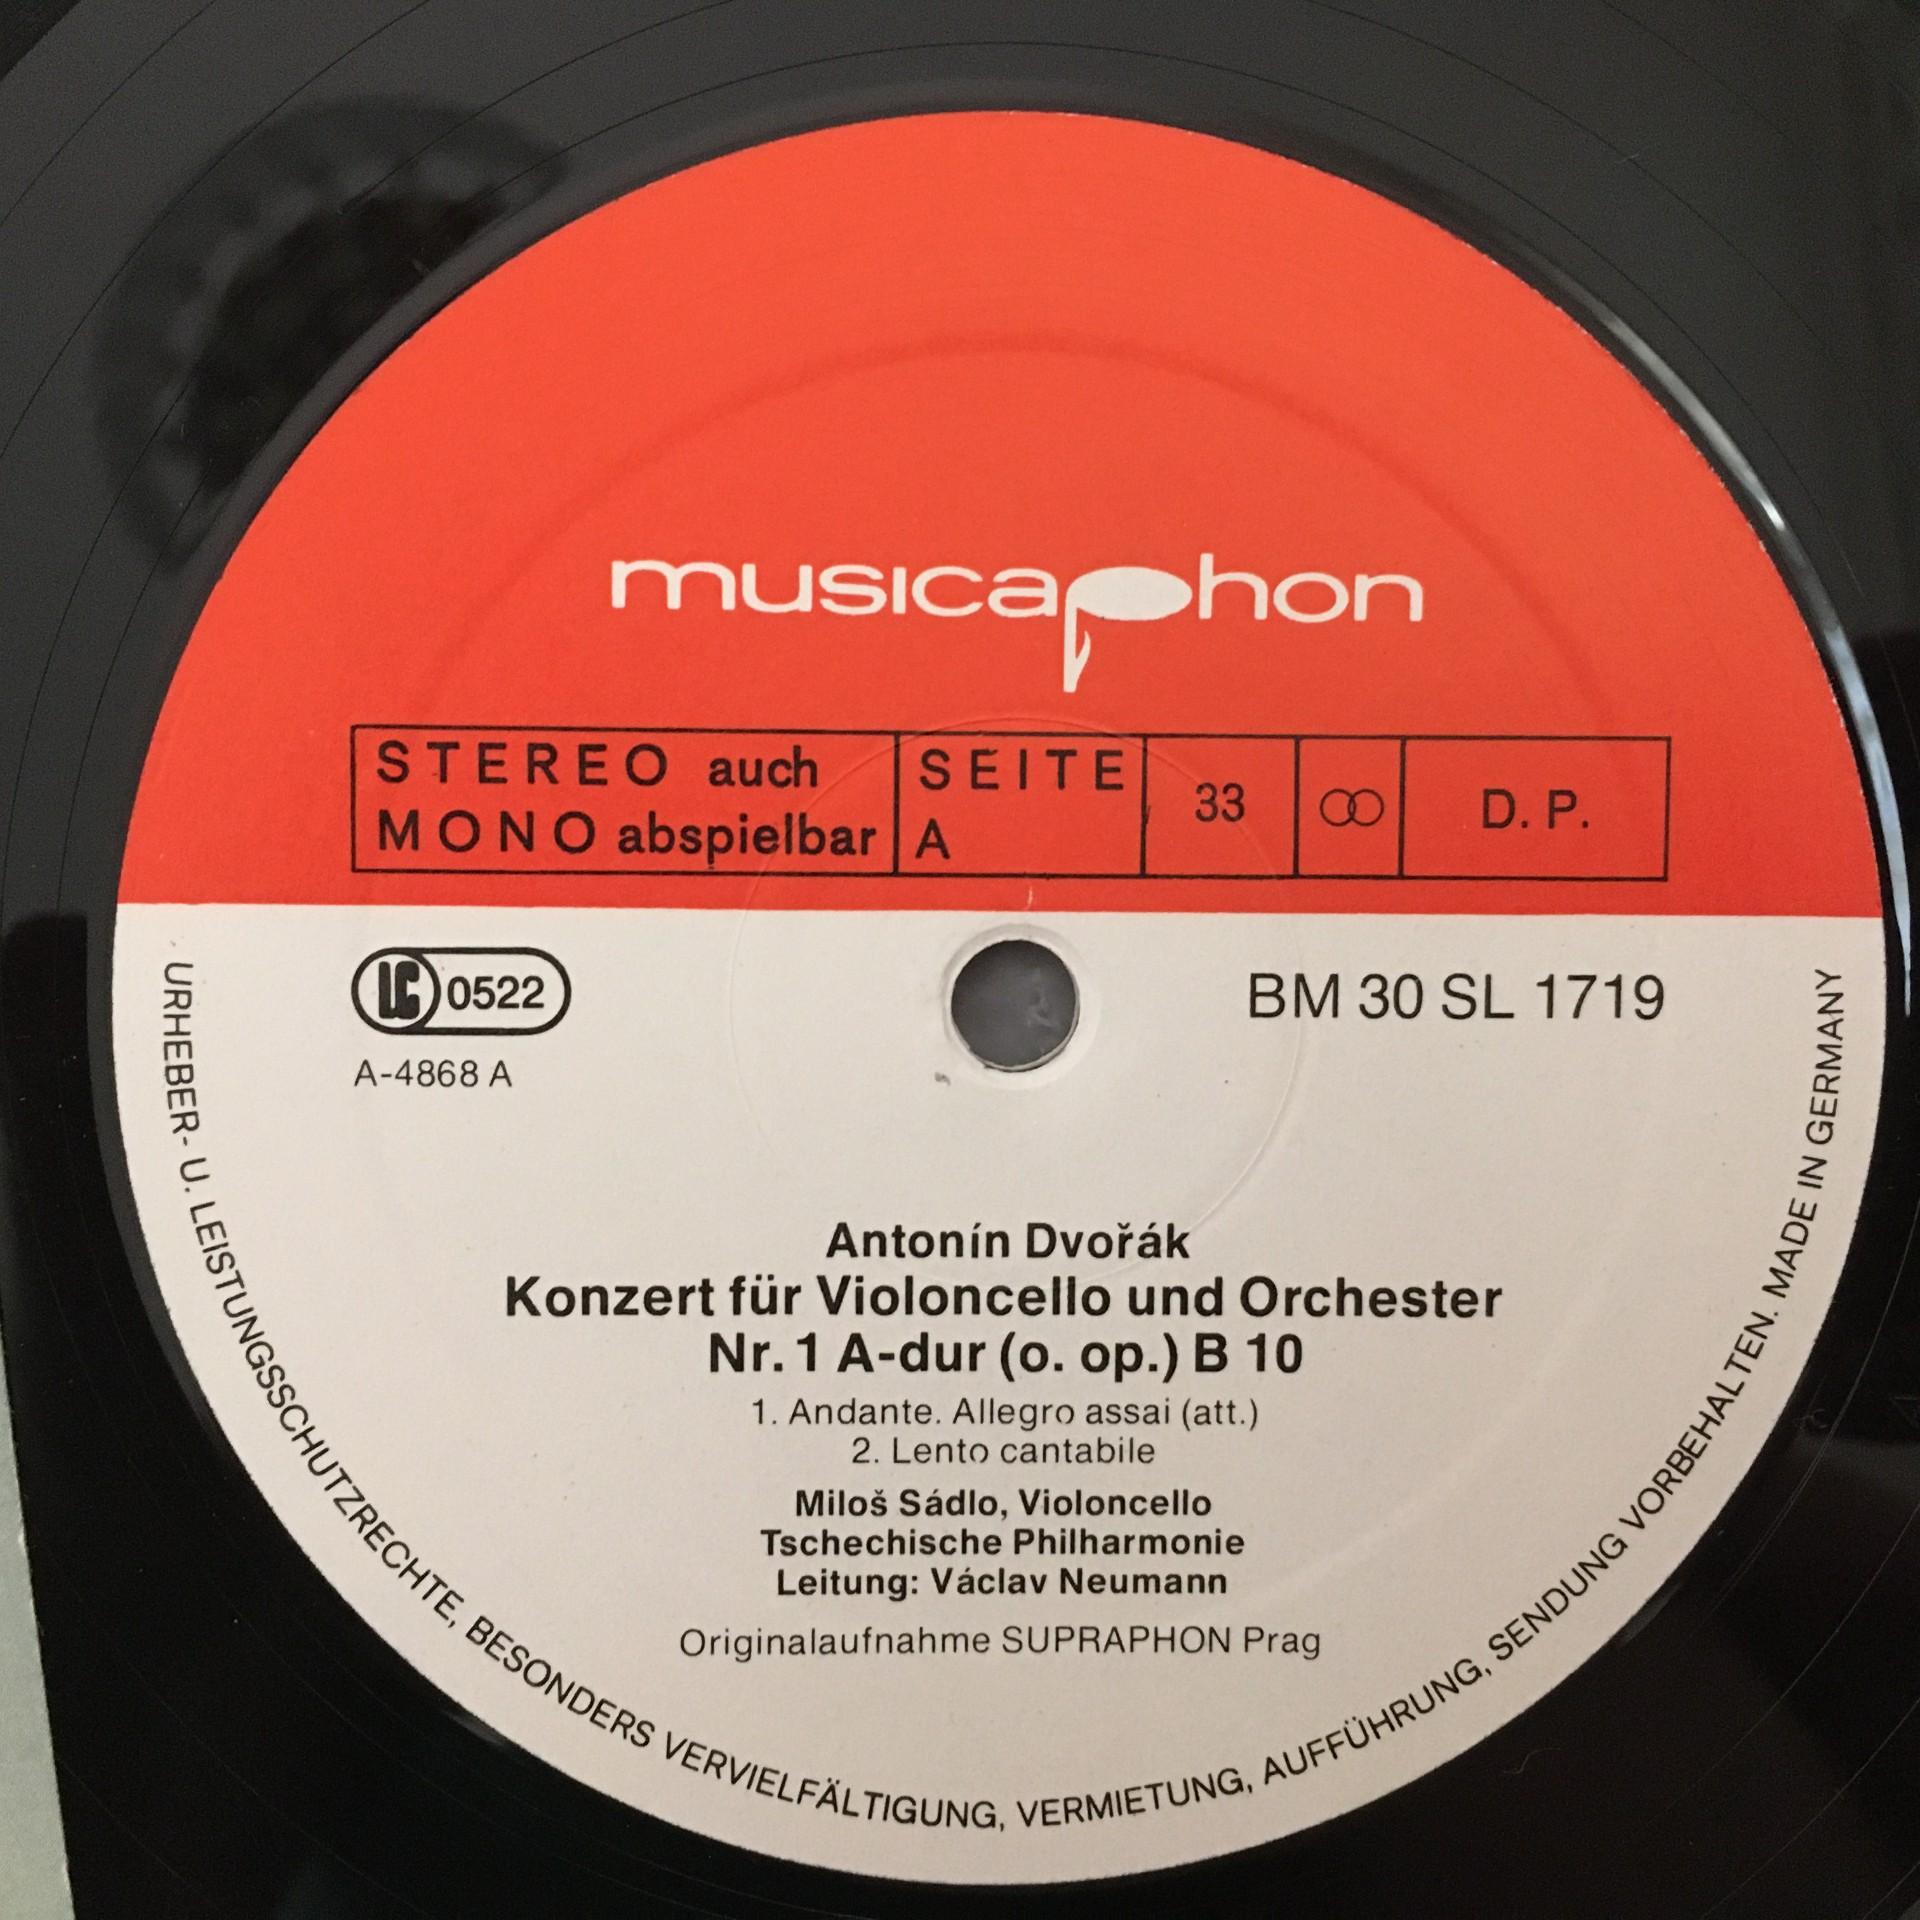 musicaphon
STEREO auch
MONO abspielbar
SEITE
A
33
D. P.
LC 0522
BM 30 SL 1719
A-4868 A
Antonín Dvořák
Konzert für Violoncello und Orchester
Nr. 1 A-dur (o. op.) B 10
1. Andante. Allegro assai (att.)
2. Lento cantabile
Miloš Sádlo, Violoncello
Tschechische Philharmonie
Leitung: Václav Neumann
Originalaufnahme SUPRAPHON Prag
URHEBER- U. LEISTUNGSSCHUTZRECHTE, BESONDERS VERVIELFÄLTIGUNG, VERMIETUNG, AUFFÜHRUNG, SENDUNG VORBEHALTEN. MADE IN GERMANY